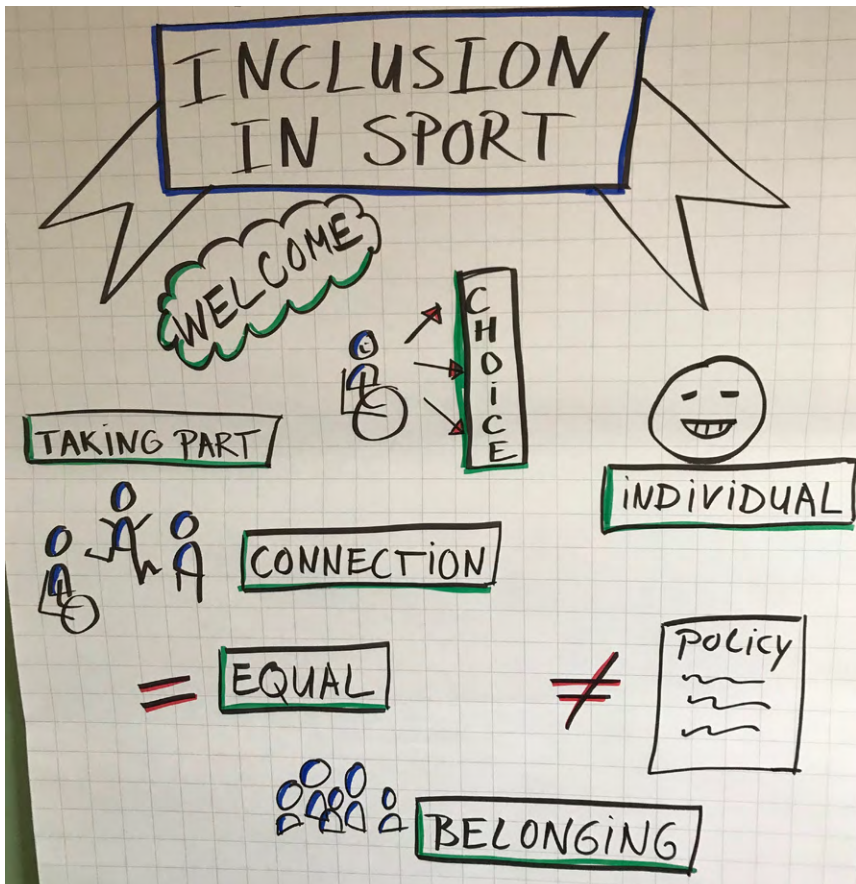 INCLUSION
IN SPORT
WELCOME
CHOiCE
TAKING PART
iNDiViDUAL
CONNECTiON
= EQUAL
≠
POLiCY
BELONGiNG